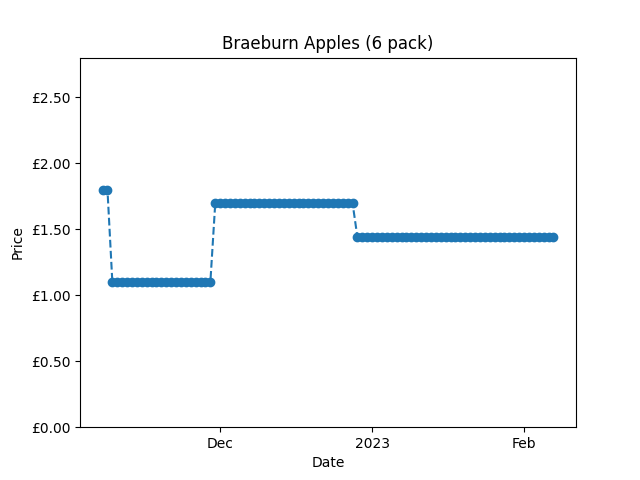 Braeburn Apples (6 pack)
£2.50
£2.00
£1.50
£1.00
£0.50
£0.00
Price
Dec
2023
Feb
Date